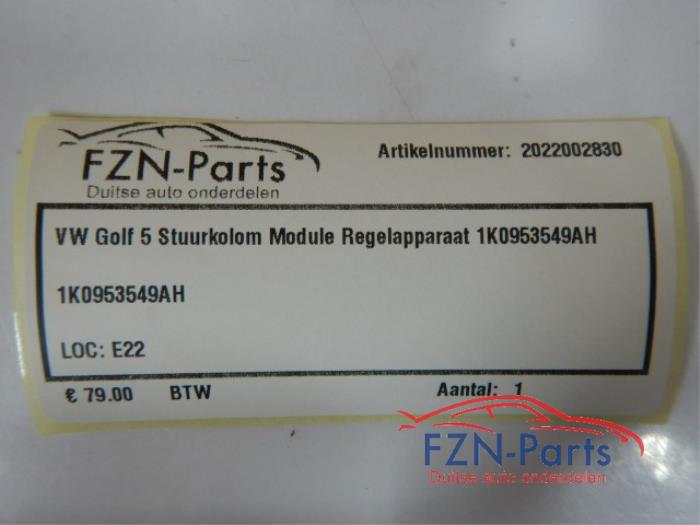 FZN-Parts
Duitse auto onderdelen
Artikelnummer: 2022002830
VW Golf 5 Stuurkolom Module Regelapparaat 1K0953549AH
1K0953549AH
LOC: E22
€ 79.00 BTW Aantal: 1
FZN-Parts
Duitse auto onderdelen